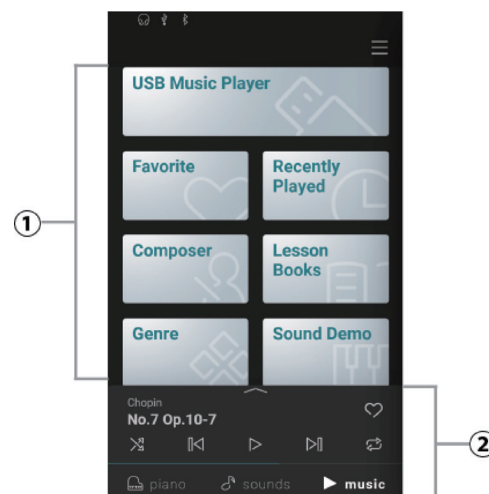 USB Music Player
Favorite
Recently
Played
①
Composer
Lesson
Books
Genre
Sound Demo
Chopin
No.7 Op.10-7
②
piano
sounds
music